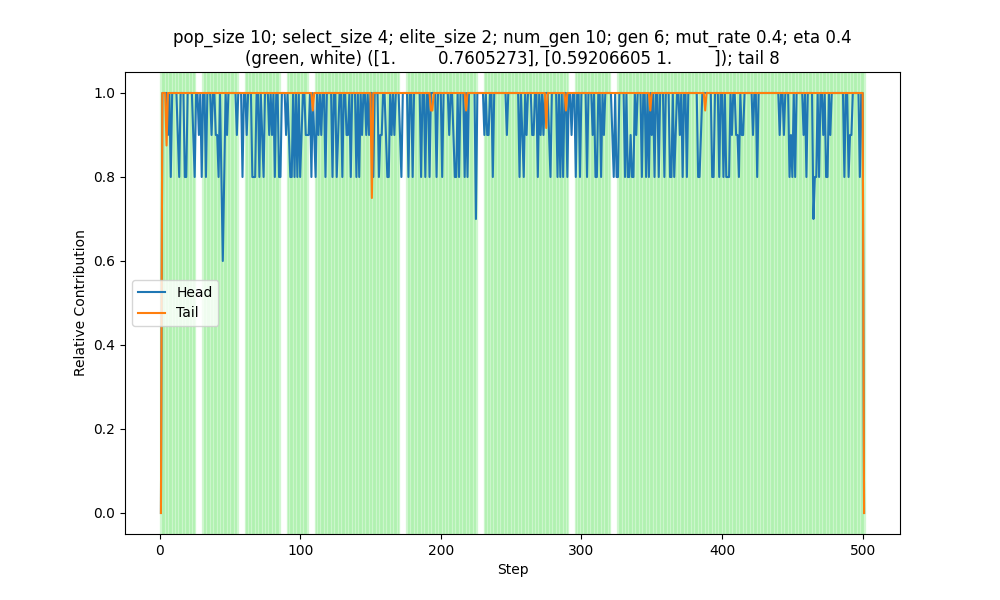 pop_size 10; select_size 4; elite_size 2; num_gen 10; gen 6; mut_rate 0.4; eta 0.4
(green, white) ([1. 0.7605273], [0.59206605 1. ]); tail 8
1.0
0.8
0.6
0.4
0.2
0.0
Relative Contribution
Head
Tail
0 100 200 300 400 500
Step